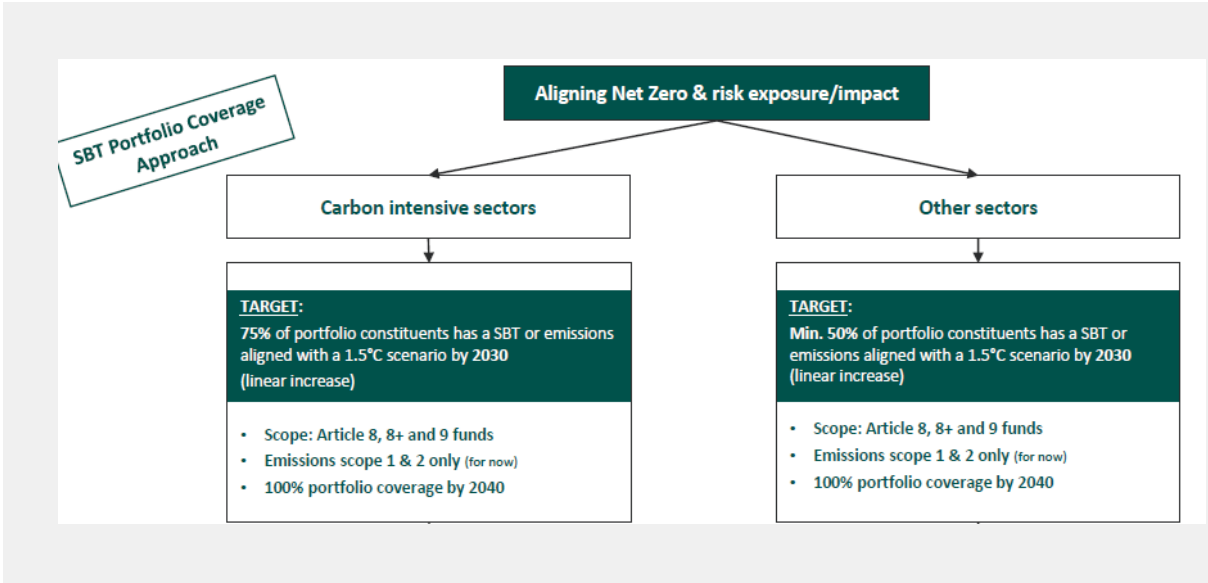 SBT Portfolio Coverage
Approach
Aligning Net Zero & risk exposure/impact
Carbon intensive sectors
TARGET:
75% of portfolio constituents has a SBT or emissions
aligned with a 1.5°C scenario by 2030
(linear increase)
• Scope: Article 8, 8+ and 9 funds
• Emissions scope 1 & 2 only (for now)
• 100% portfolio coverage by 2040
Other sectors
TARGET:
Min. 50% of portfolio constituents has a SBT or
emissions aligned with a 1.5°C scenario by 2030
(linear increase)
• Scope: Article 8, 8+ and 9 funds
• Emissions scope 1 & 2 only (for now)
• 100% portfolio coverage by 2040